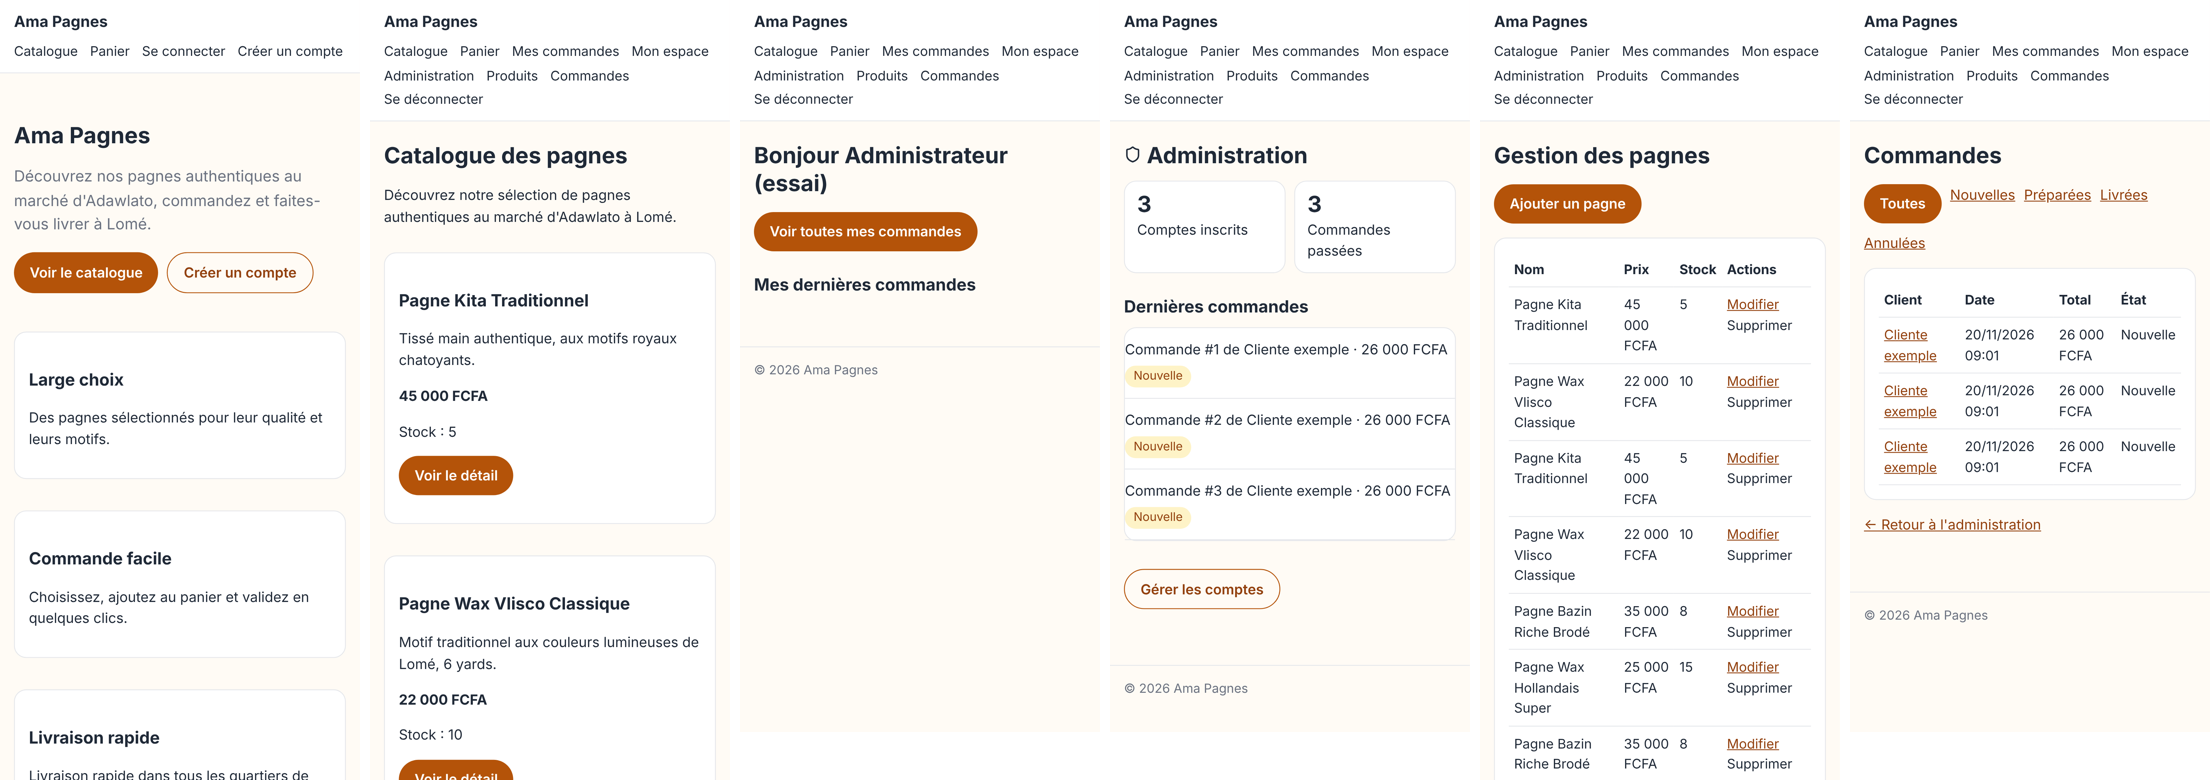 Ama Pagnes
Catalogue Panier Se connecter Créer un compte
Ama Pagnes
Découvrez nos pagnes authentiques au
marché d'Adawlato, commandez et faites-
vous livrer à Lomé.
Voir le catalogue Créer un compte
Large choix
Des pagnes sélectionnés pour leur qualité et
leurs motifs.
Commande facile
Choisissez, ajoutez au panier et validez en
quelques clics.
Livraison rapide
Livraison rapide dans tous les quartiers de
Ama Pagnes
Catalogue Panier Mes commandes Mon espace
Administration Produits Commandes
Se déconnecter
Catalogue des pagnes
Découvrez notre sélection de pagnes
authentiques au marché d'Adawlato à Lomé.
Pagne Kita Traditionnel
Tissé main authentique, aux motifs royaux
chatoyants.
45 000 FCFA
Stock : 5
Voir le détail
Pagne Wax Vlisco Classique
Motif traditionnel aux couleurs lumineuses de
Lomé, 6 yards.
22 000 FCFA
Stock : 10
Voir le détail
Ama Pagnes
Catalogue Panier Mes commandes Mon espace
Administration Produits Commandes
Se déconnecter
Bonjour Administrateur
(essai)
Voir toutes mes commandes
Mes dernières commandes
© 2026 Ama Pagnes
Ama Pagnes
Catalogue Panier Mes commandes Mon espace
Administration Produits Commandes
Se déconnecter
Administration
3 3
Comptes inscrits Commandes
passées
Dernières commandes
Commande #1 de Cliente exemple · 26 000 FCFA
Nouvelle
Commande #2 de Cliente exemple · 26 000 FCFA
Nouvelle
Commande #3 de Cliente exemple · 26 000 FCFA
Nouvelle
Gérer les comptes
© 2026 Ama Pagnes
Ama Pagnes
Catalogue Panier Mes commandes Mon espace
Administration Produits Commandes
Se déconnecter
Gestion des pagnes
Ajouter un pagne
Nom Prix Stock Actions
Pagne Kita 45 5 Modifier
Traditionnel 000 Supprimer
FCFA
Pagne Wax 22 000 10 Modifier
Vlisco FCFA Supprimer
Classique
Pagne Kita 45 5 Modifier
Traditionnel 000 Supprimer
FCFA
Pagne Wax 22 000 10 Modifier
Vlisco FCFA Supprimer
Classique
Pagne Bazin 35 000 8 Modifier
Riche Brodé FCFA Supprimer
Pagne Wax 25 000 15 Modifier
Hollandais FCFA Supprimer
Super
Pagne Bazin 35 000 8 Modifier
Riche Brodé FCFA Supprimer
Ama Pagnes
Catalogue Panier Mes commandes Mon espace
Administration Produits Commandes
Se déconnecter
Commandes
Toutes Nouvelles Préparées Livrées
Annulées
Client Date Total État
Cliente 20/11/2026 26 000 Nouvelle
exemple 09:01 FCFA
Cliente 20/11/2026 26 000 Nouvelle
exemple 09:01 FCFA
Cliente 20/11/2026 26 000 Nouvelle
exemple 09:01 FCFA
← Retour à l'administration
© 2026 Ama Pagnes